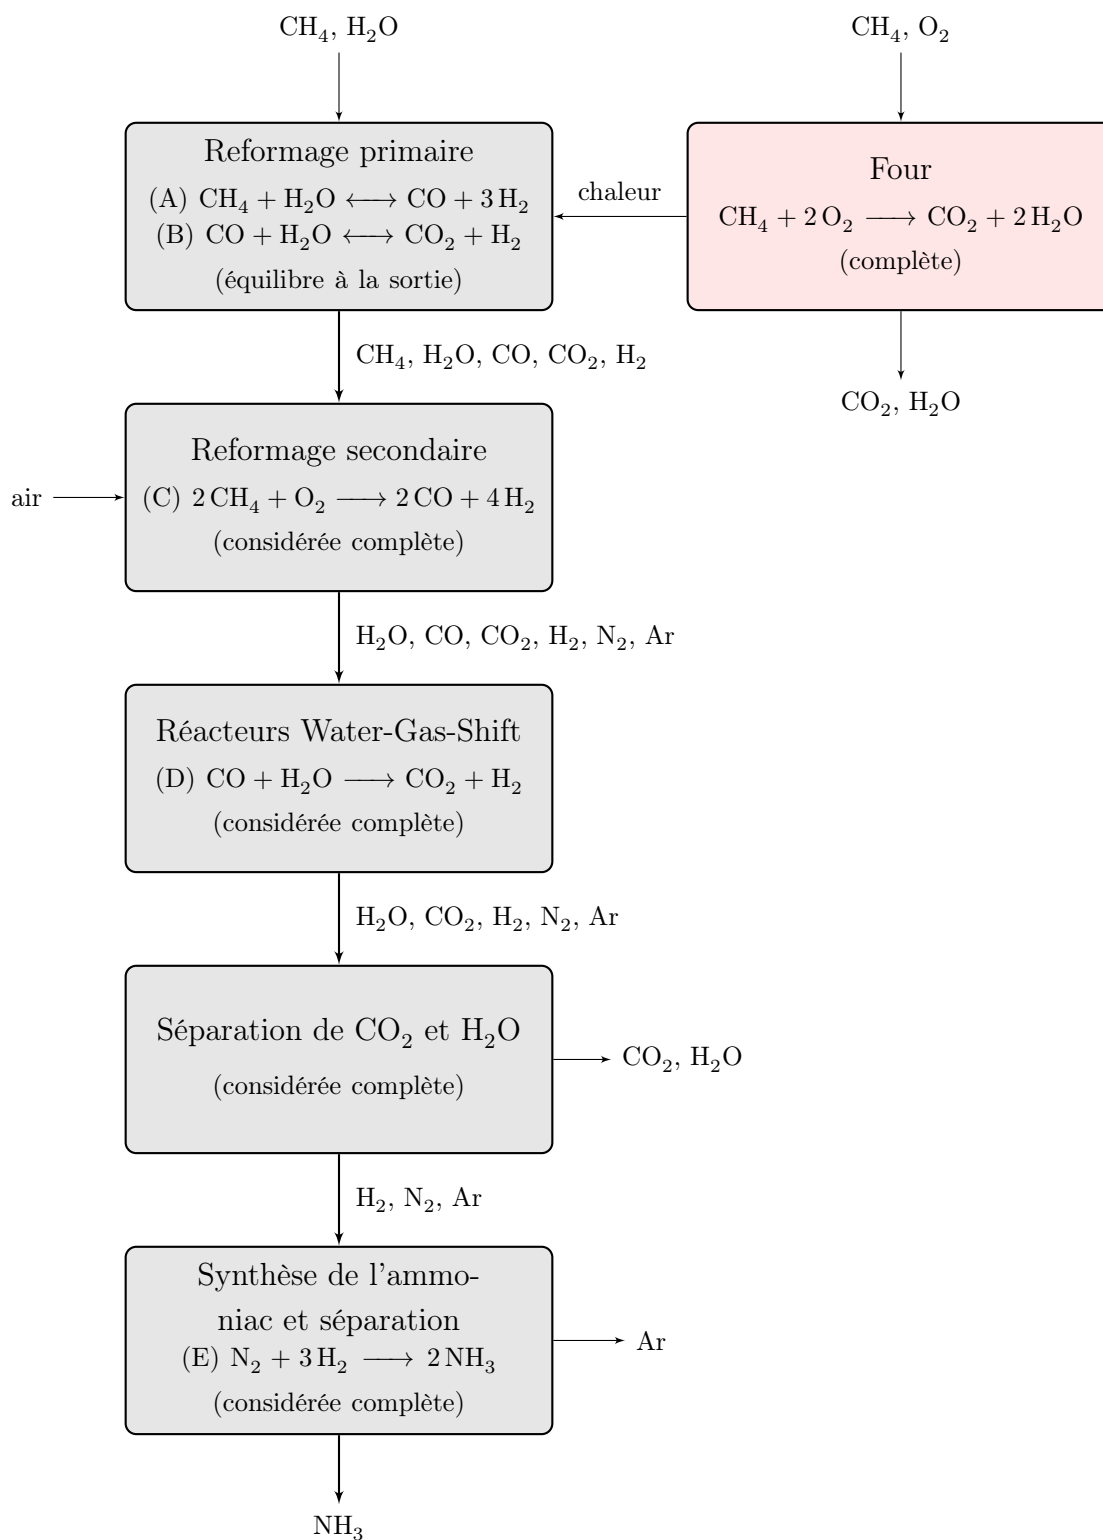 CH₄, H₂O
CH₄, O₂
Reformage primaire
(A) CH₄ + H₂O ⟷ CO + 3 H₂
(B) CO + H₂O ⟷ CO₂ + H₂
(équilibre à la sortie)
chaleur
Four
CH₄ + 2 O₂ ⟶ CO₂ + 2 H₂O
(complète)
CH₄, H₂O, CO, CO₂, H₂
CO₂, H₂O
air
Reformage secondaire
(C) 2 CH₄ + O₂ ⟶ 2 CO + 4 H₂
(considérée complète)
H₂O, CO, CO₂, H₂, N₂, Ar
Réacteurs Water-Gas-Shift
(D) CO + H₂O ⟶ CO₂ + H₂
(considérée complète)
H₂O, CO₂, H₂, N₂, Ar
Séparation de CO₂ et H₂O
(considérée complète)
CO₂, H₂O
H₂, N₂, Ar
Synthèse de l'ammo-
niac et séparation
(E) N₂ + 3 H₂ ⟶ 2 NH₃
(considérée complète)
Ar
NH₃